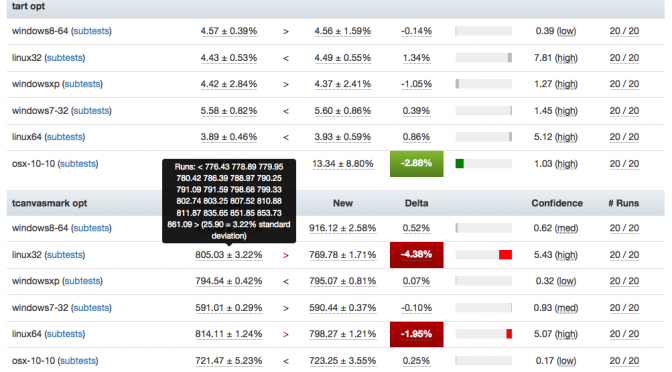 tart opt
windows8-64 (subtests) 4.57 ± 0.39% > 4.56 ± 1.59% -0.14% 0.39 (low) 20 / 20
linux32 (subtests) 4.43 ± 0.53% < 4.49 ± 0.55% 1.34% 7.81 (high) 20 / 20
windowsxp (subtests) 4.42 ± 2.84% > 4.37 ± 2.41% -1.05% 1.27 (high) 20 / 20
windows7-32 (subtests) 5.58 ± 0.82% < 5.60 ± 0.86% 0.39% 1.45 (high) 20 / 20
linux64 (subtests) 3.89 ± 0.46% < 3.93 ± 0.59% 0.86% 5.12 (high) 20 / 20
osx-10-10 (subtests) 13.34 ± 8.80% -2.88% 1.03 (high) 20 / 20
Runs: < 776.43 778.89 779.95
780.42 786.39 788.97 790.25
791.09 791.59 798.68 799.33
802.74 803.25 807.52 810.88
811.87 835.65 851.85 853.73
861.09 > (25.90 = 3.22% standard
deviation)
tcanvasmark opt New Delta Confidence # Runs
windows8-64 (subtests) 916.12 ± 2.58% 0.52% 0.62 (med) 20 / 20
linux32 (subtests) 805.03 ± 3.22% > 769.78 ± 1.71% -4.38% 5.43 (high) 20 / 20
windowsxp (subtests) 794.54 ± 0.42% < 795.07 ± 0.81% 0.07% 0.32 (low) 20 / 20
windows7-32 (subtests) 591.01 ± 0.29% > 590.44 ± 0.37% -0.10% 0.93 (med) 20 / 20
linux64 (subtests) 814.11 ± 1.24% > 798.27 ± 1.21% -1.95% 5.07 (high) 20 / 20
osx-10-10 (subtests) 721.47 ± 5.23% < 723.25 ± 3.55% 0.25% 0.17 (low) 20 / 20